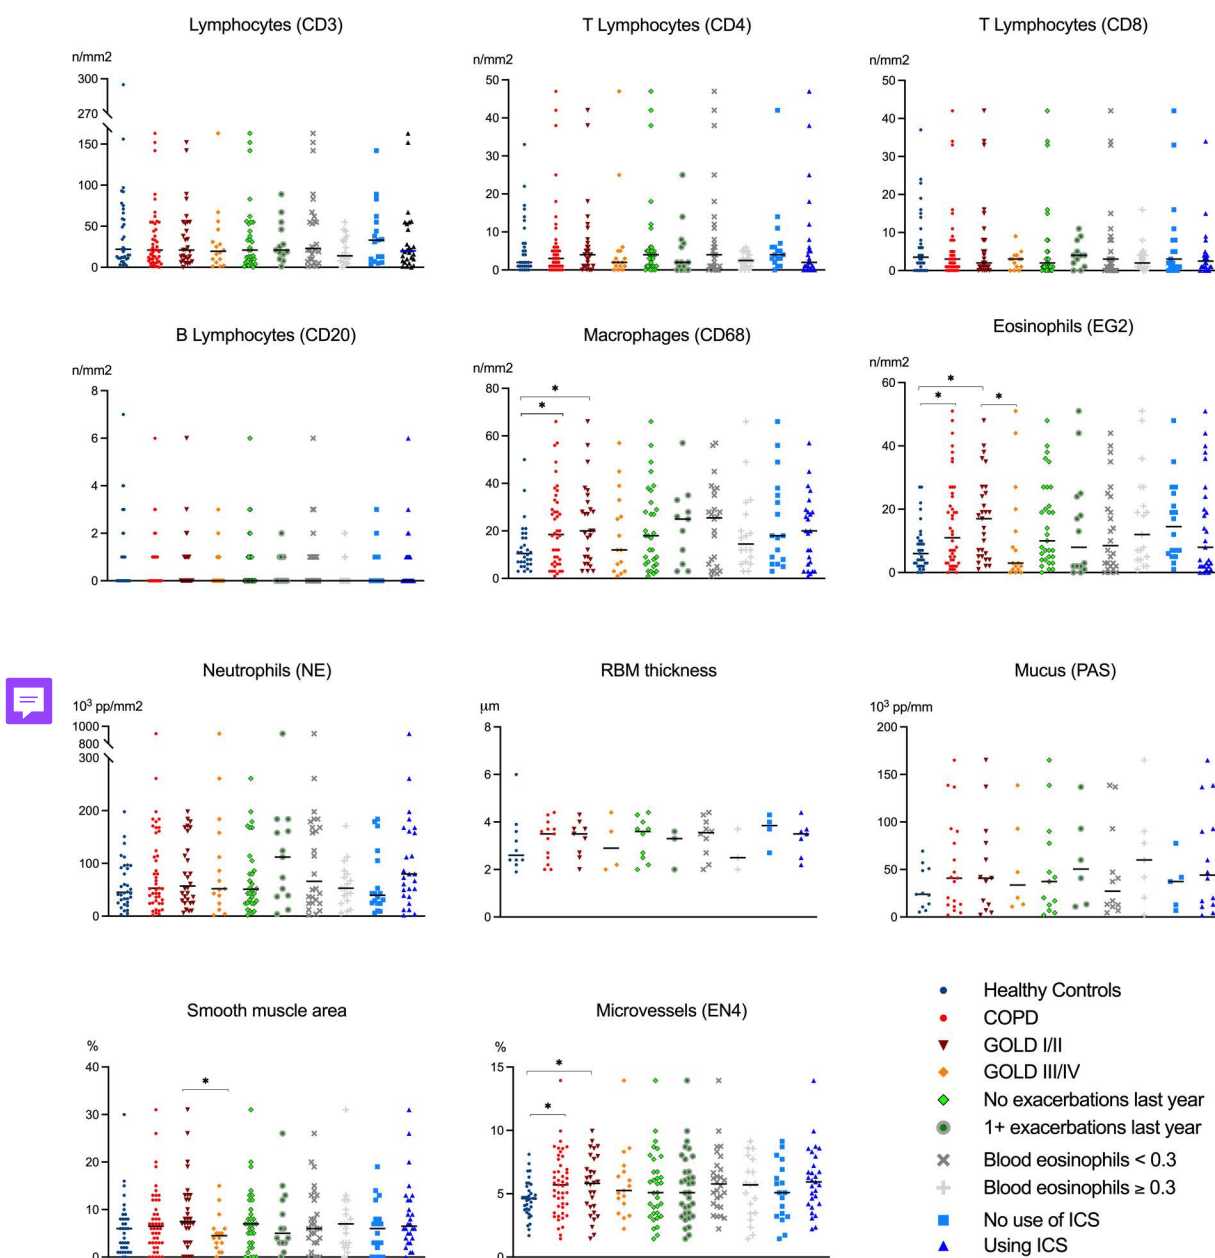 Lymphocytes (CD3)
n/mm2
300
270
150
100
50
0
T Lymphocytes (CD4)
n/mm2
50
40
30
20
10
0
T Lymphocytes (CD8)
n/mm2
50
40
30
20
10
0
B Lymphocytes (CD20)
n/mm2
8
6
4
2
0
Macrophages (CD68)
n/mm2
80
60
40
20
0
*
*
Eosinophils (EG2)
n/mm2
60
40
20
0
*
*
*
Neutrophils (NE)
10³ pp/mm2
1000
800
300
200
100
0
RBM thickness
µm
8
6
4
2
0
Mucus (PAS)
10³ pp/mm
200
150
100
50
0
Smooth muscle area
%
40
30
20
10
0
*
Microvessels (EN4)
%
15
10
5
0
*
*
Healthy Controls
COPD
GOLD I/II
GOLD III/IV
No exacerbations last year
1+ exacerbations last year
Blood eosinophils < 0.3
Blood eosinophils ≥ 0.3
No use of ICS
Using ICS